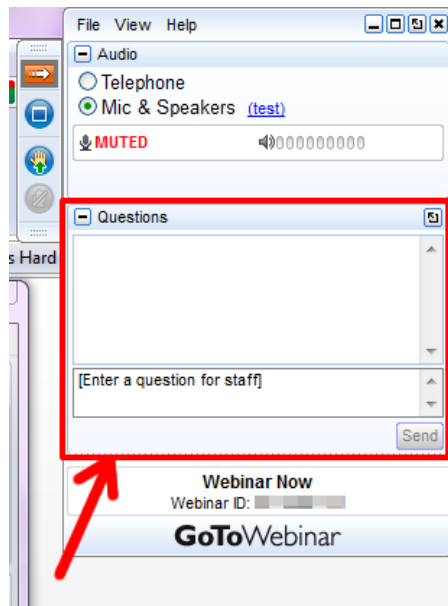 File View Help
Audio
Telephone
Mic & Speakers (test)
MUTED 000000000
Questions
s Hard
[Enter a question for staff]
Send
Webinar Now
Webinar ID:
GoToWebinar